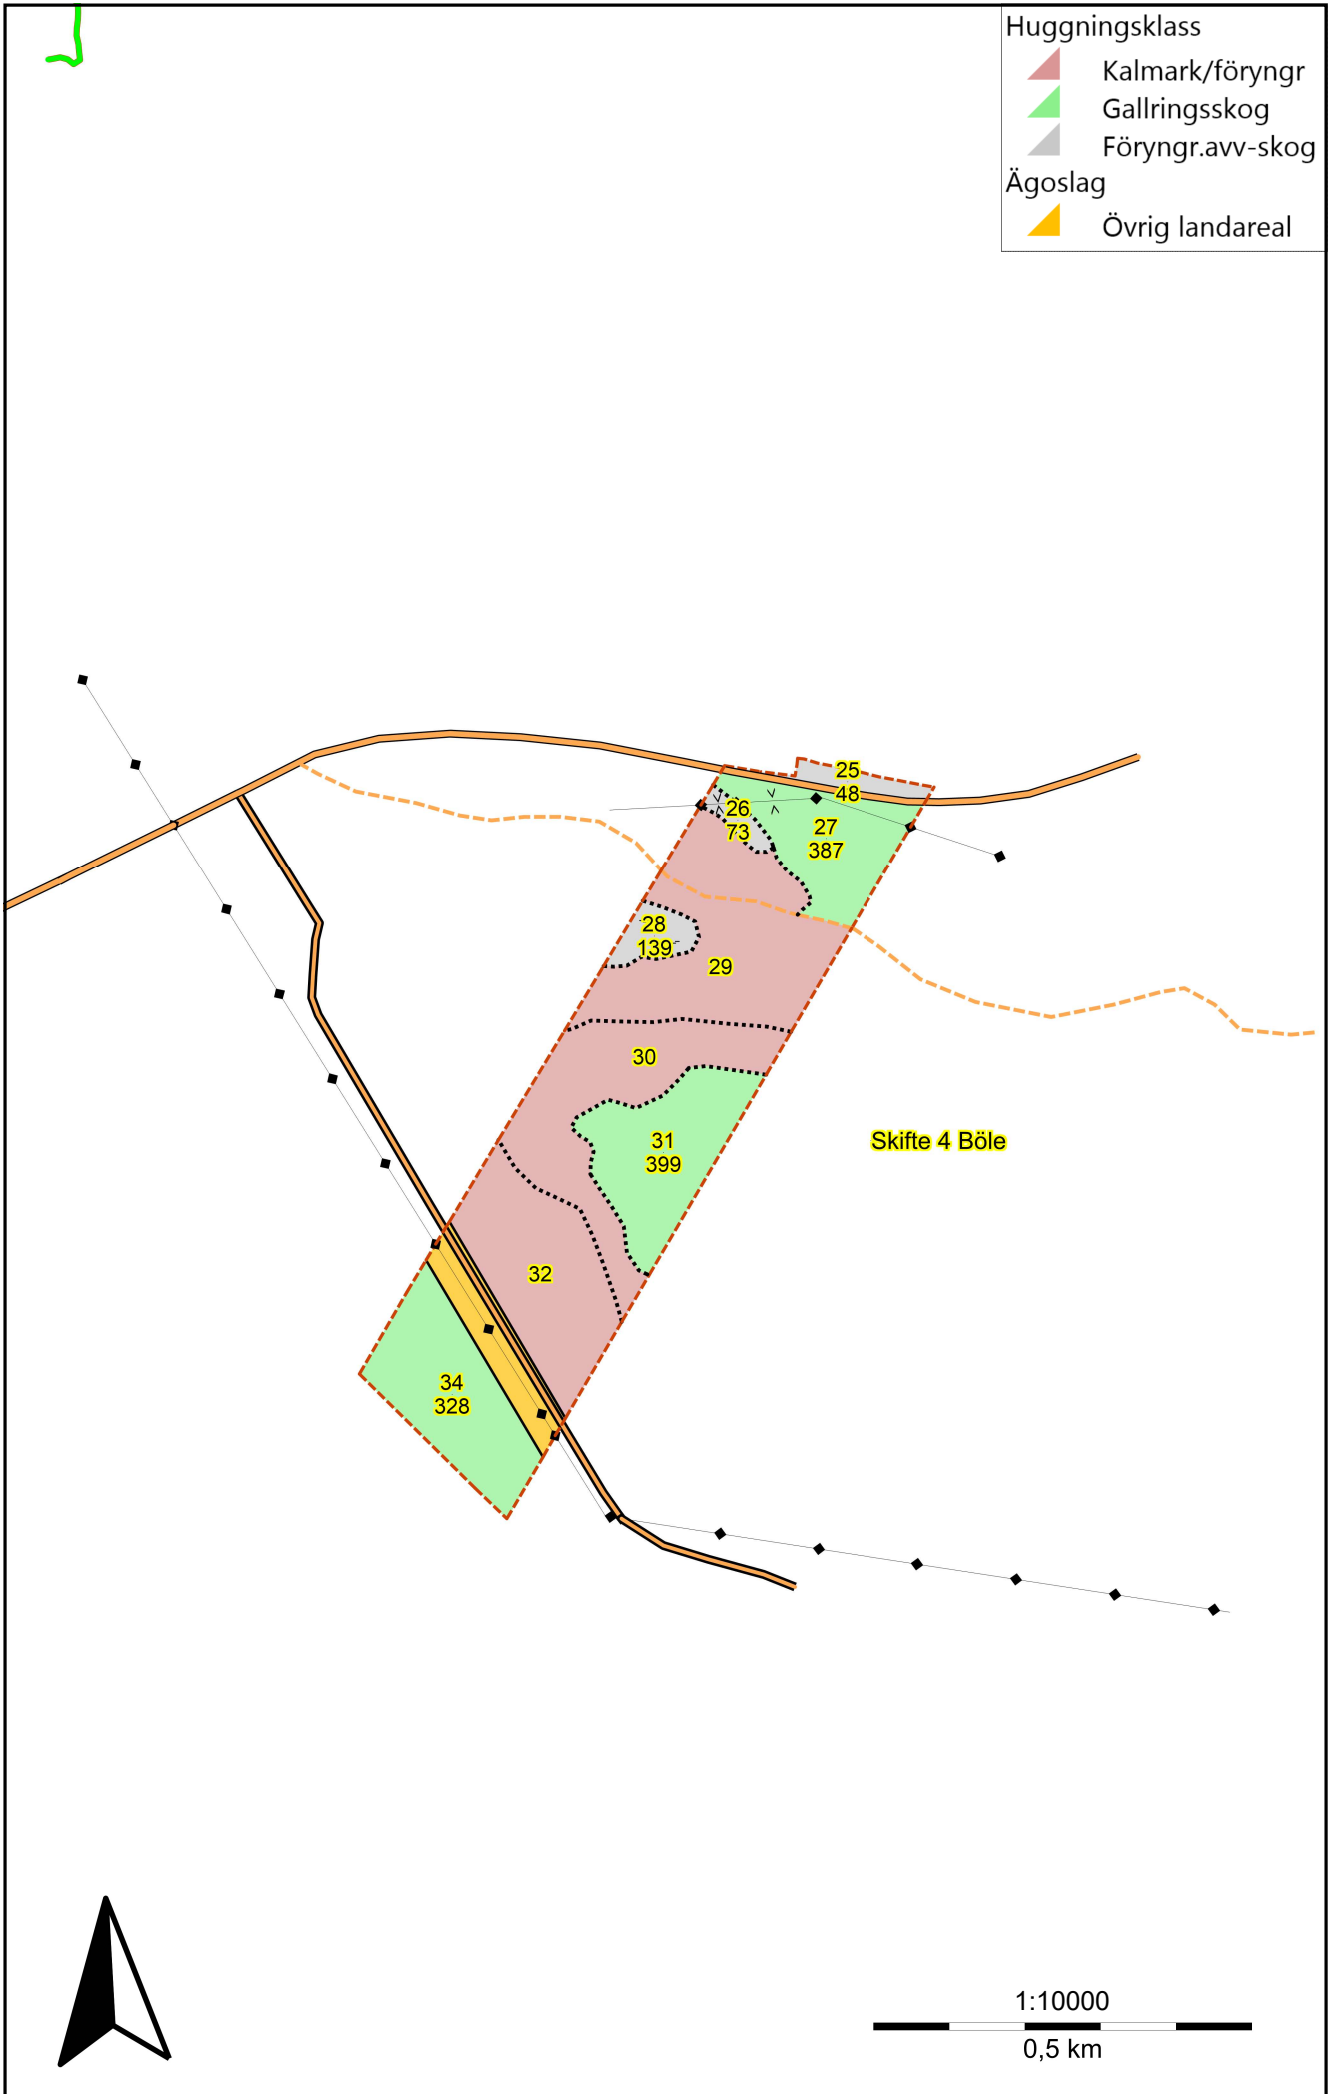 Huggningsklass
Kalmark/föryngr
Gallringsskog
Föryngr.avv-skog
Ägoslag
Övrig landareal
25
48
26
73
27
387
28
139
29
30
31
399
Skifte 4 Böle
32
34
328
1:10000
0,5 km